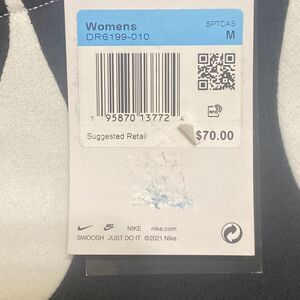 Womens
SPTCAS
DR6199-010
M
1 95870 13772
Suggested Retail
$70.00
NIKE nike.com
SWOOSH JUST DO IT ©2021 Nike